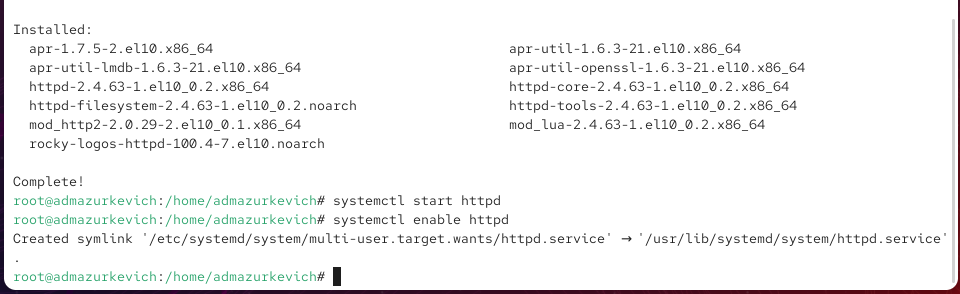 Installed:
  apr-1.7.5-2.el10.x86_64                              apr-util-1.6.3-21.el10.x86_64
  apr-util-lmdb-1.6.3-21.el10.x86_64                   apr-util-openssl-1.6.3-21.el10.x86_64
  httpd-2.4.63-1.el10_0.2.x86_64                       httpd-core-2.4.63-1.el10_0.2.x86_64
  httpd-filesystem-2.4.63-1.el10_0.2.noarch            httpd-tools-2.4.63-1.el10_0.2.x86_64
  mod_http2-2.0.29-2.el10_0.1.x86_64                   mod_lua-2.4.63-1.el10_0.2.x86_64
  rocky-logos-httpd-100.4-7.el10.noarch

Complete!
root@admazurkevich:/home/admazurkevich# systemctl start httpd
root@admazurkevich:/home/admazurkevich# systemctl enable httpd
Created symlink '/etc/systemd/system/multi-user.target.wants/httpd.service' → '/usr/lib/systemd/system/httpd.service'
.
root@admazurkevich:/home/admazurkevich#